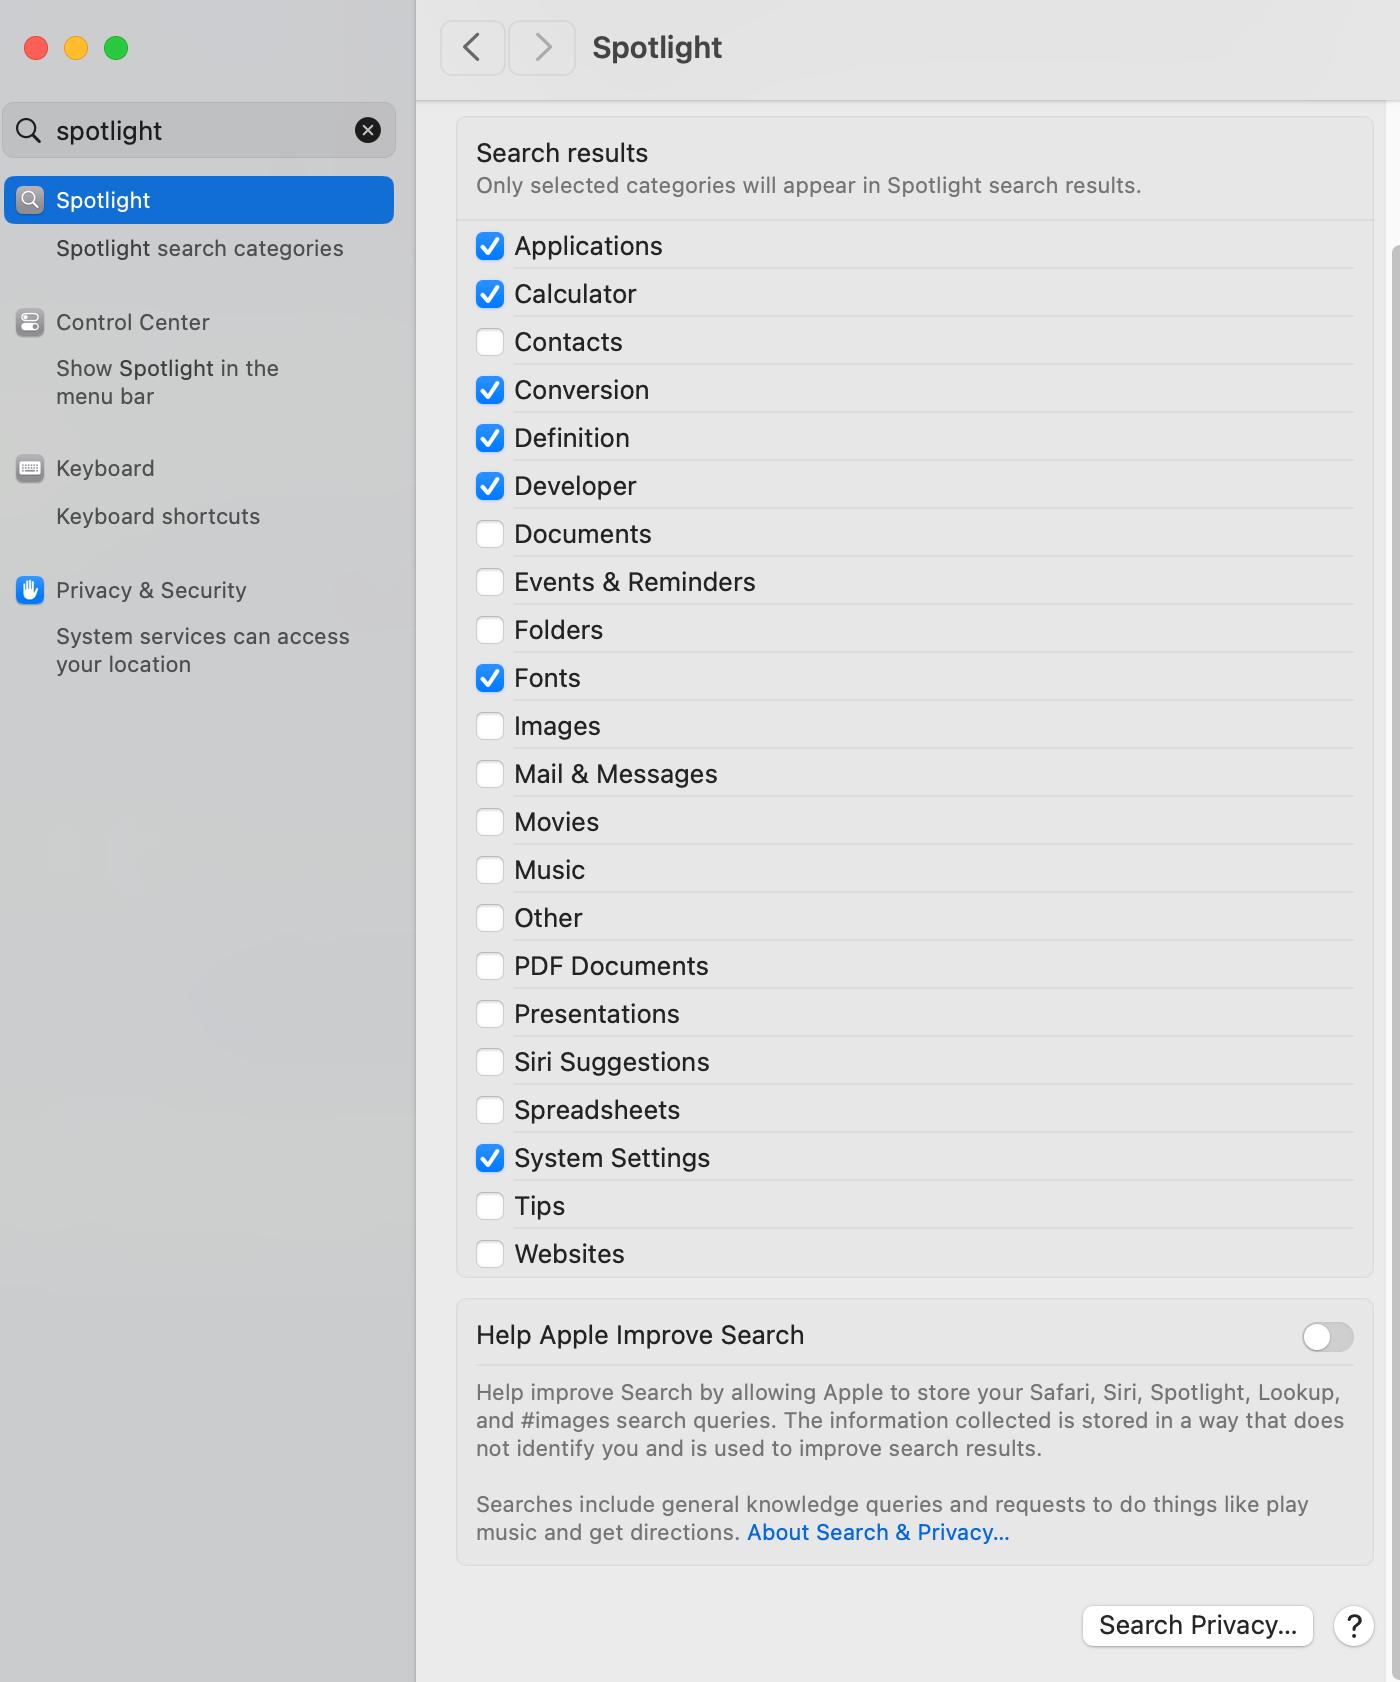 spotlight
Spotlight
Spotlight search categories
Control Center
Show Spotlight in the
menu bar
Keyboard
Keyboard shortcuts
Privacy & Security
System services can access
your location
Spotlight
Search results
Only selected categories will appear in Spotlight search results.
Applications
Calculator
Contacts
Conversion
Definition
Developer
Documents
Events & Reminders
Folders
Fonts
Images
Mail & Messages
Movies
Music
Other
PDF Documents
Presentations
Siri Suggestions
Spreadsheets
System Settings
Tips
Websites
Help Apple Improve Search
Help improve Search by allowing Apple to store your Safari, Siri, Spotlight, Lookup,
and #images search queries. The information collected is stored in a way that does
not identify you and is used to improve search results.
Searches include general knowledge queries and requests to do things like play
music and get directions. About Search & Privacy...
Search Privacy... ?